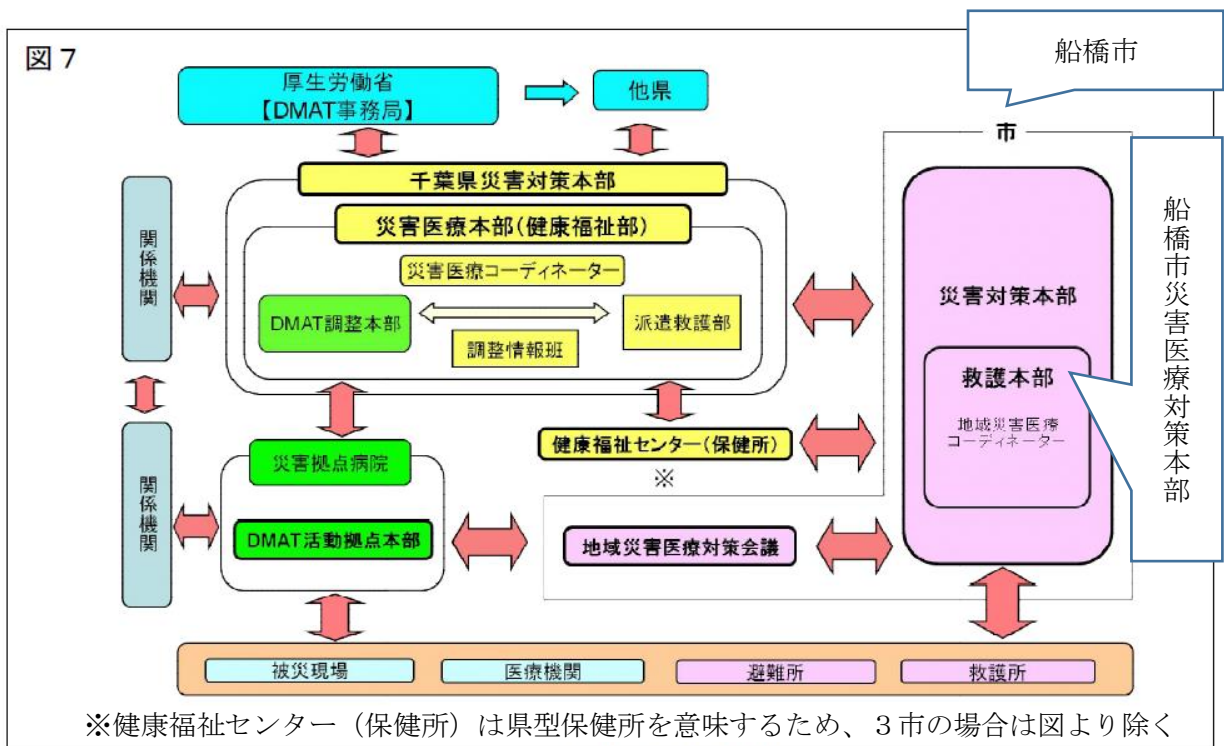 図7
船橋市
厚生労働省
【DMAT事務局】
他県
市
千葉県災害対策本部
災害医療本部(健康福祉部)
災害医療コーディネーター
DMAT調整本部
派遣救護部
調整情報班
関係機関
災害対策本部
救護本部
地域災害医療
コーディネーター
船橋市災害医療対策本部
健康福祉センター(保健所)
※
災害拠点病院
DMAT活動拠点本部
関係機関
地域災害医療対策会議
被災現場
医療機関
避難所
救護所
※健康福祉センター(保健所)は県型保健所を意味するため、3市の場合は図より除く